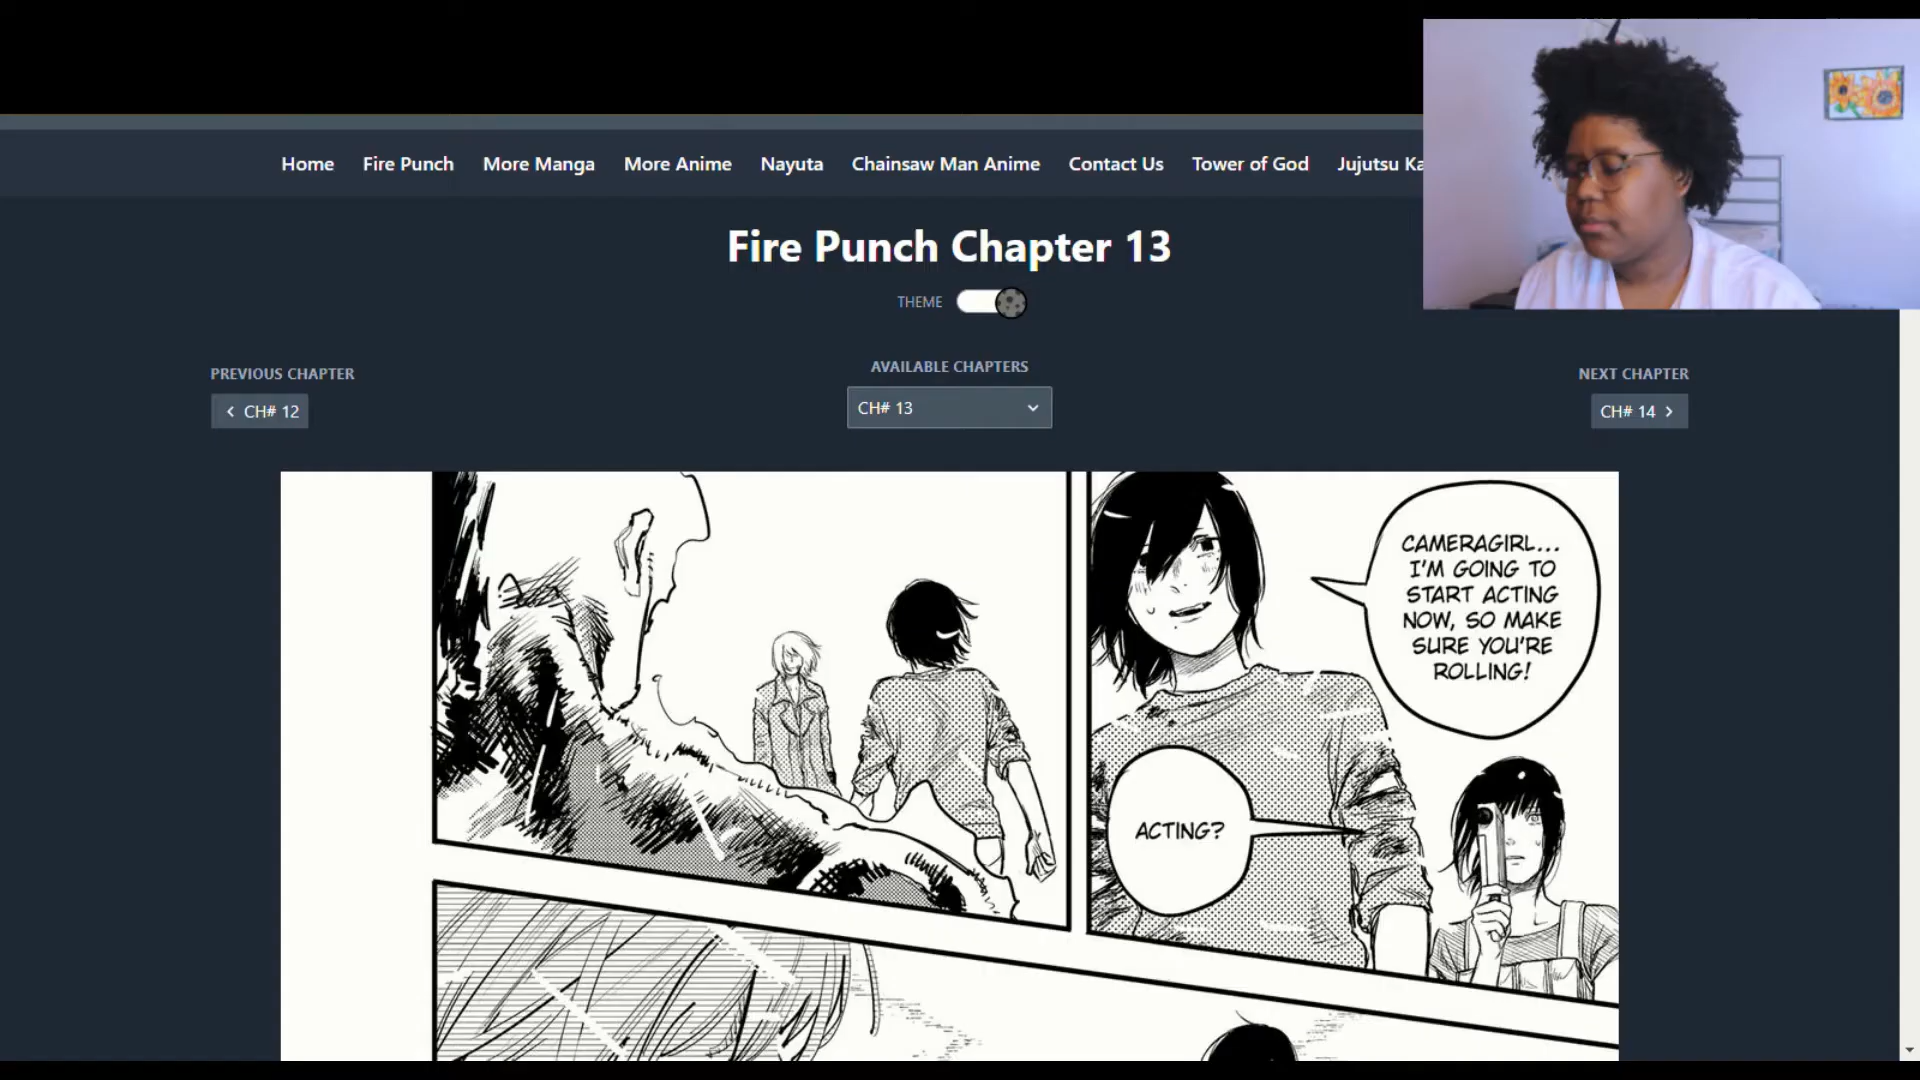 Home Fire Punch More Manga More Anime Nayuta Chainsaw Man Anime Contact Us Tower of God Jujutsu Ka
Fire Punch Chapter 13
THEME
PREVIOUS CHAPTER
CH# 12
AVAILABLE CHAPTERS
CH# 13
NEXT CHAPTER
CH# 14
CAMERAGIRL...
I'M GOING TO
START ACTING
NOW, SO MAKE
SURE YOU'RE
ROLLING!
ACTING?